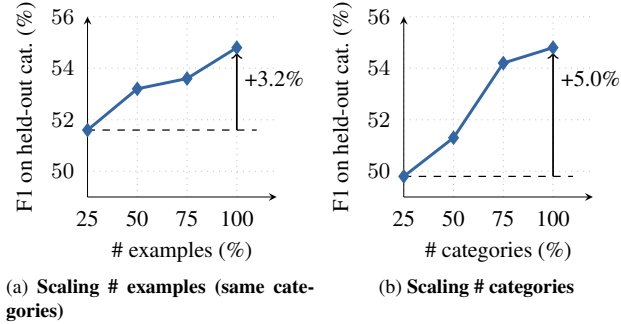 56
54
52
50
F1 on held-out cat. (%)
+3.2%
25 50 75 100
# examples (%)
(a) Scaling # examples (same cate-
gories)
56
54
52
50
F1 on held-out cat. (%)
+5.0%
25 50 75 100
# categories (%)
(b) Scaling # categories